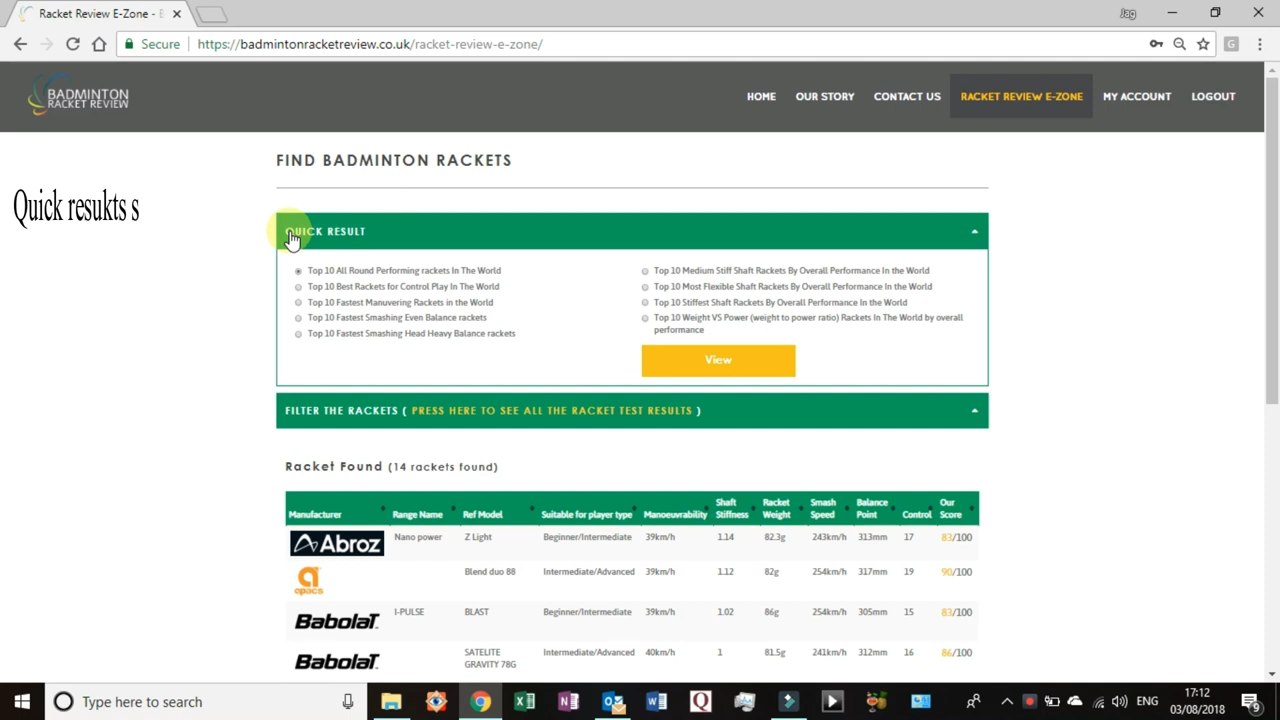 Racket Review E-Zone - B
Jag
Secure https://badmintonracketreview.co.uk/racket-review-e-zone/
G
BADMINTON RACKET REVIEW
HOME OUR STORY CONTACT US RACKET REVIEW E-ZONE MY ACCOUNT LOGOUT
FIND BADMINTON RACKETS
Quick resukts s
QUICK RESULT
Top 10 All Round Performing rackets In The World
Top 10 Best Rackets for Control Play In The World
Top 10 Fastest Manuvering Rackets in the World
Top 10 Fastest Smashing Even Balance rackets
Top 10 Fastest Smashing Head Heavy Balance rackets
Top 10 Medium Stiff Shaft Rackets By Overall Performance In the World
Top 10 Most Flexible Shaft Rackets By Overall Performance In the World
Top 10 Stiffest Shaft Rackets By Overall Performance In the World
Top 10 Weight VS Power (weight to power ratio) Rackets In The World by overall
performance
View
FILTER THE RACKETS ( PRESS HERE TO SEE ALL THE RACKET TEST RESULTS )
Racket Found (14 rackets found)
Manufacturer Range Name Ref Model Suitable for player type Manoeuvrability Shaft Stiffness Racket Weight Smash Speed Balance Point Control Our Score
Abroz Nano power Z Light Beginner/Intermediate 39km/h 1.14 82.3g 243km/h 313mm 17 83/100
apacs Blend duo 88 Intermediate/Advanced 39km/h 1.12 82g 254km/h 317mm 19 90/100
BaboLaT I-PULSE BLAST Beginner/Intermediate 39km/h 1.02 86g 254km/h 305mm 15 83/100
BaboLaT SATELITE GRAVITY 78G Intermediate/Advanced 40km/h 1 81.5g 241km/h 312mm 16 86/100
Type here to search
ENG
17:12
03/08/2018
9